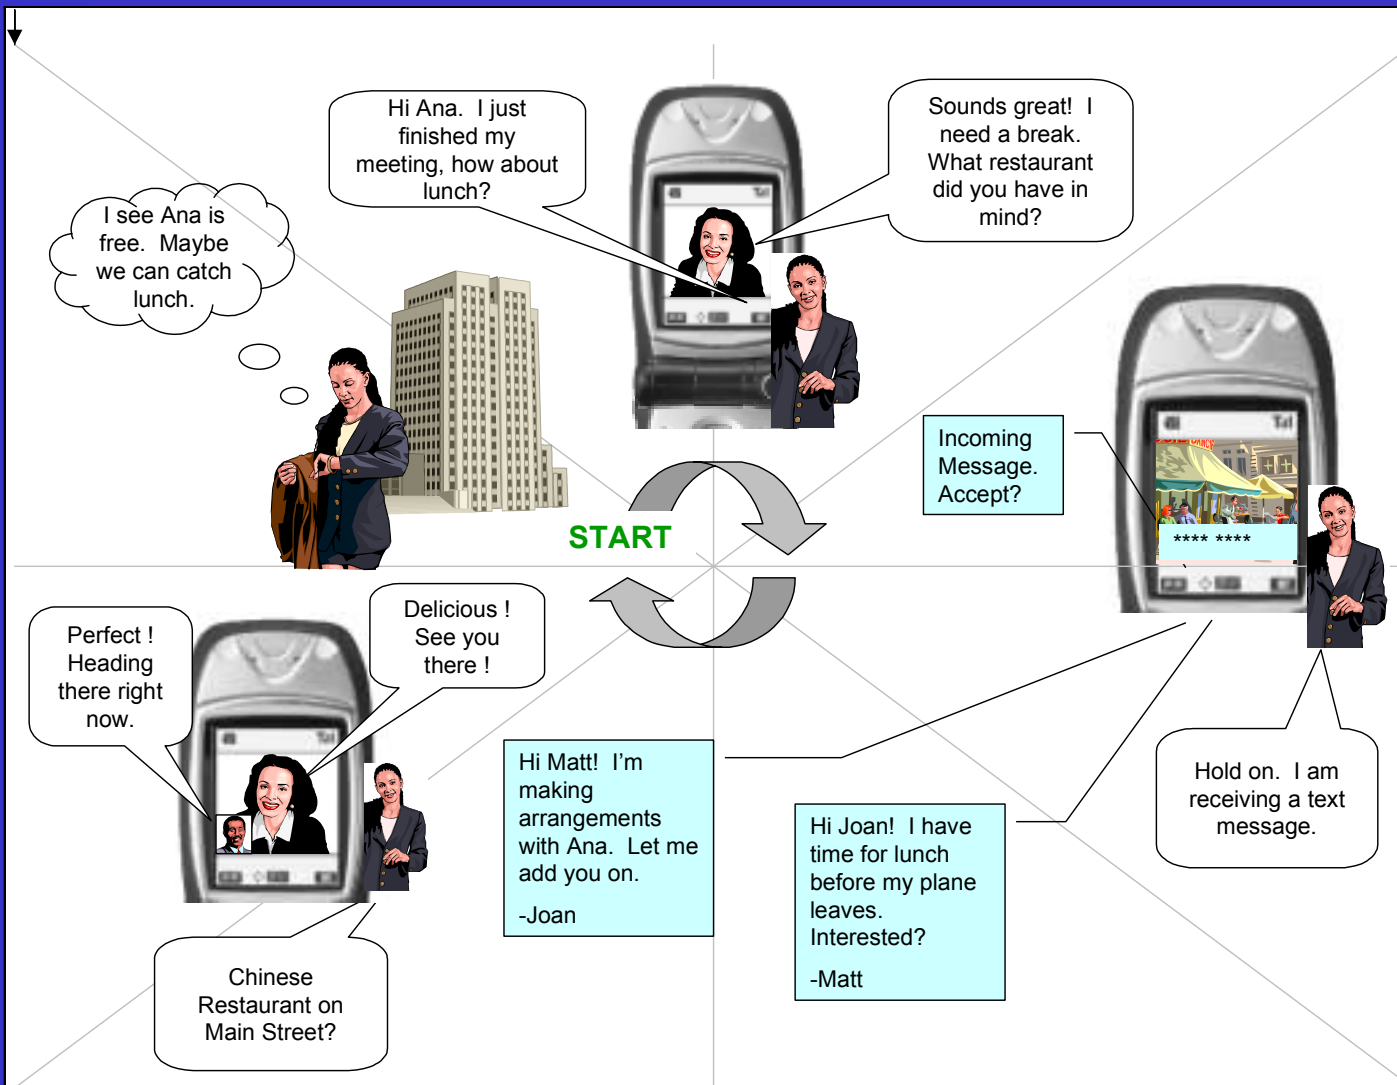 I see Ana is
free.  Maybe
we can catch
lunch.
Hi Ana.  I just
finished my
meeting, how about
lunch?
Sounds great!  I
need a break.
What restaurant
did you have in
mind?
START
Incoming
Message.
Accept?
**** ****
Hold on.  I am
receiving a text
message.
Hi Joan!  I have
time for lunch
before my plane
leaves.
Interested?
-Matt
Hi Matt!  I’m
making
arrangements
with Ana.  Let me
add you on.
-Joan
Chinese
Restaurant on
Main Street?
Perfect !
Heading
there right
now.
Delicious !
See you
there !